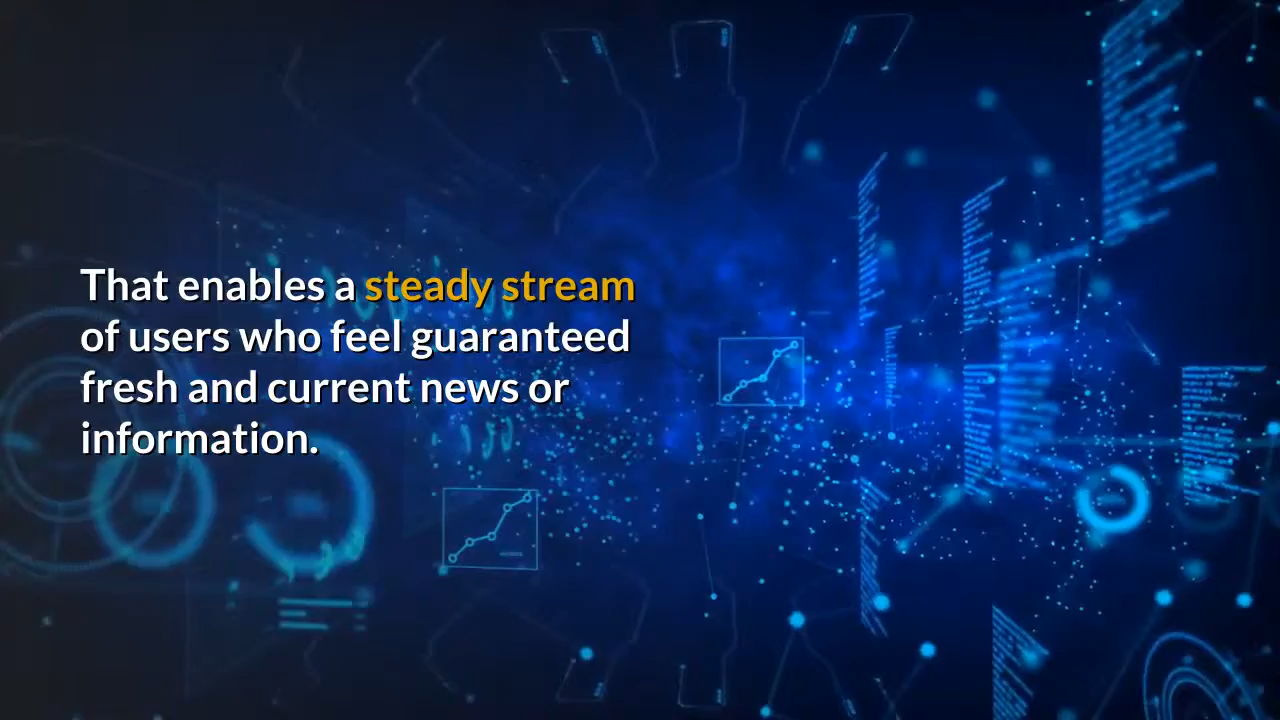 That enables a steady stream
of users who feel guaranteed
fresh and current news or
information.